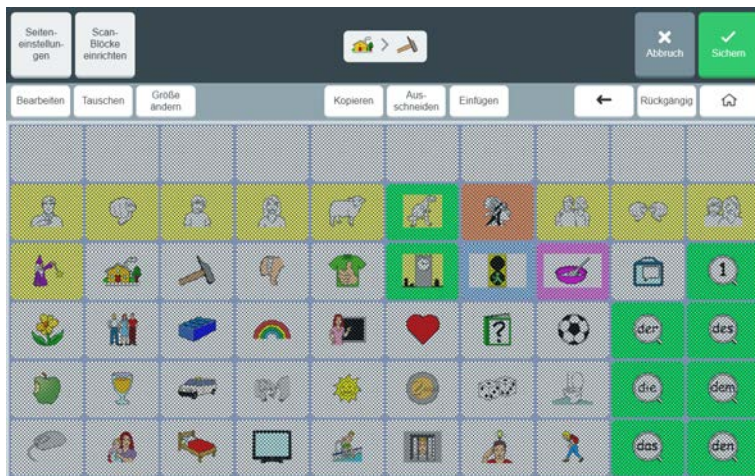 Seiten-
einstellun-
gen
Scan-
Blöcke
einrichten
>
Abbruch
Sichern
Bearbeiten
Tauschen
Größe
ändern
Kopieren
Aus-
schneiden
Einfügen
Rückgängig
1
?
der
des
die
dem
das
den